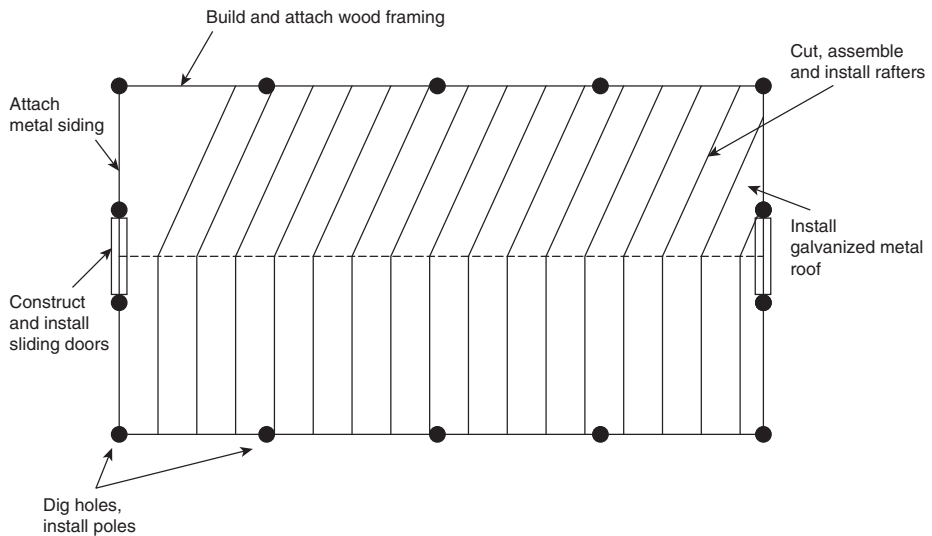 Build and attach wood framing
Cut, assemble
and install rafters
Attach
metal siding
Install
galvanized metal
roof
Construct
and install
sliding doors
Dig holes,
install poles